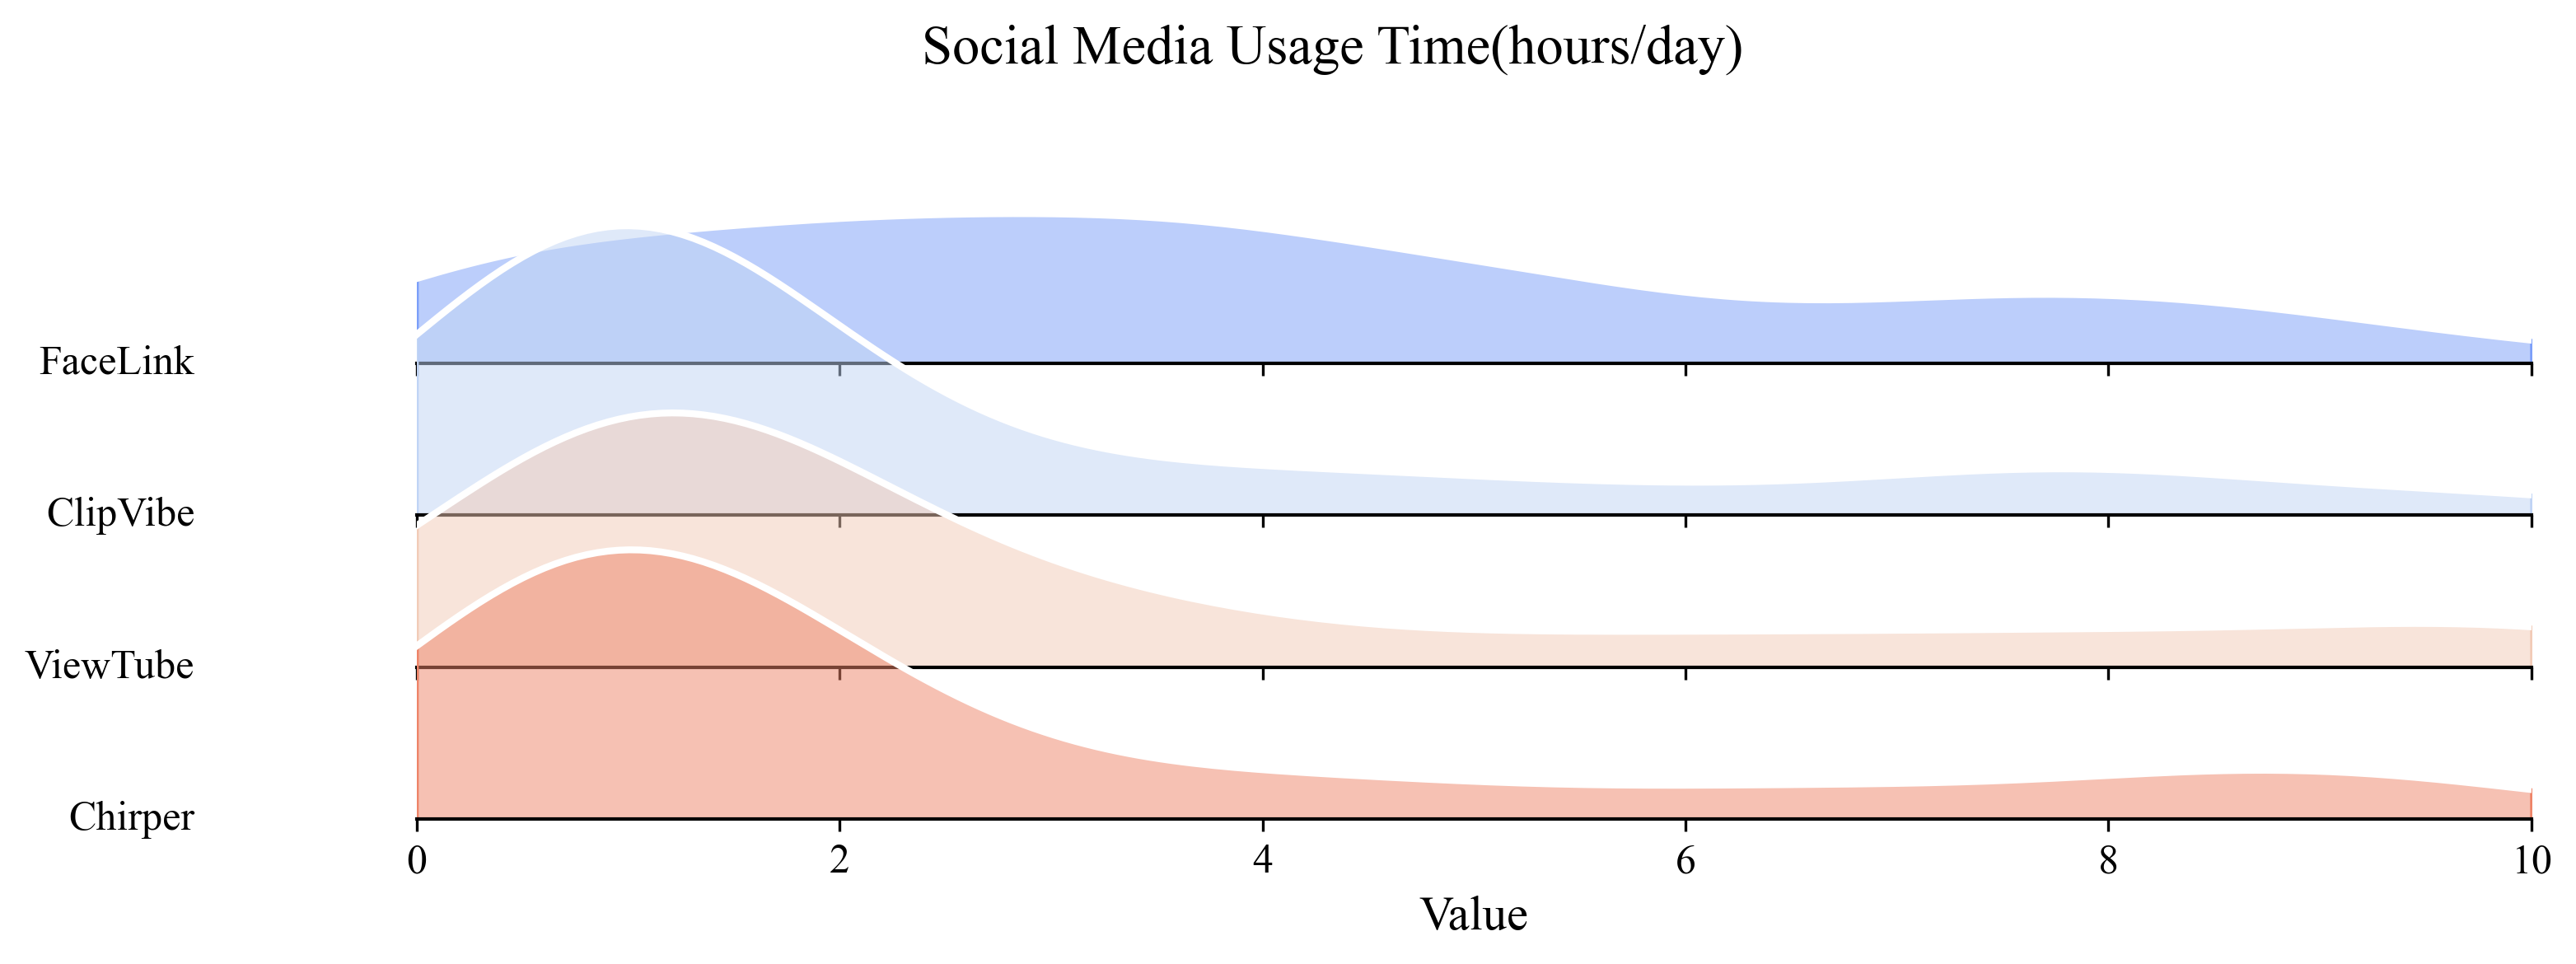 Social Media Usage Time(hours/day)
FaceLink
ClipVibe
ViewTube
Chirper
0 2 4 6 8 10
Value